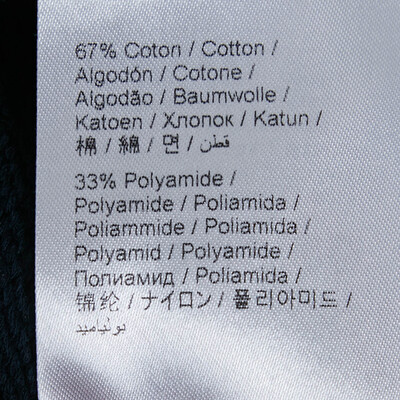 67% Coton / Cotton /
Algodón / Cotone /
Algodão / Baumwolle /
Katoen / Хлопок / Katun /
棉 / 綿 / 면 / قطن
33% Polyamide /
Polyamide / Poliamida /
Poliammide / Poliamida /
Polyamid / Polyamide /
Полиамид / Poliamida /
锦纶 / ナイロン / 폴리아미드 /
بولياميد